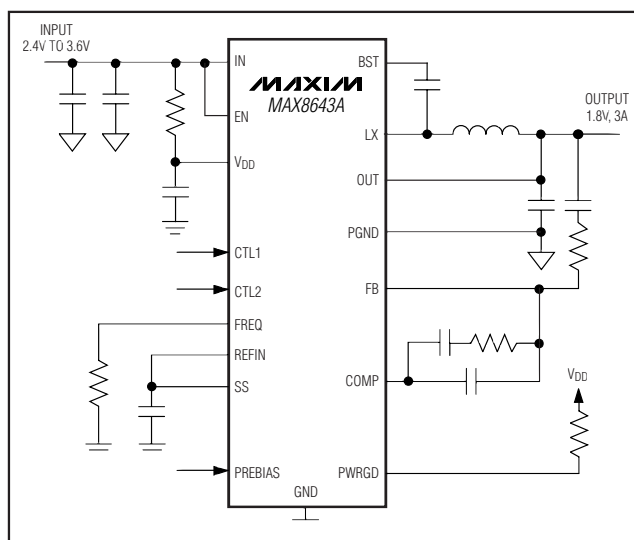 INPUT
2.4V TO 3.6V
IN
EN
VDD
CTL1
CTL2
FREQ
REFIN
SS
PREBIAS
MAXIM
MAX8643A
GND
BST
LX
OUT
PGND
FB
COMP
PWRGD
OUTPUT
1.8V, 3A
VDD